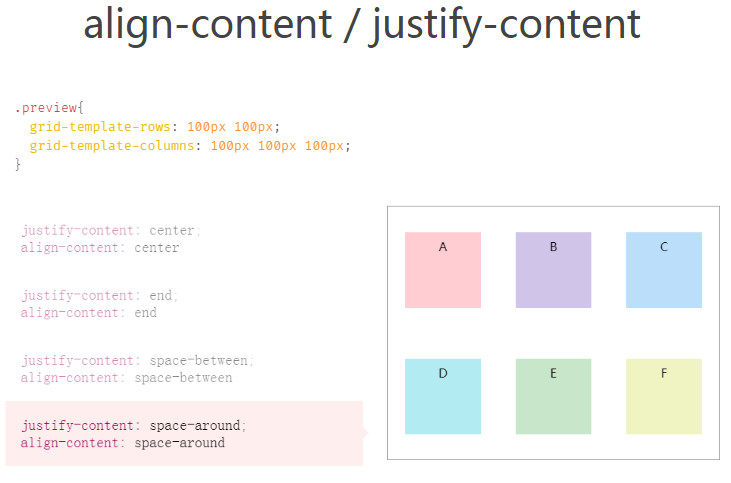 align-content / justify-content
.preview{
grid-template-rows: 100px 100px;
grid-template-columns: 100px 100px 100px;
}
justify-content: center;
align-content: center
justify-content: end;
align-content: end
justify-content: space-between;
align-content: space-between
justify-content: space-around;
align-content: space-around
A B C
D E F